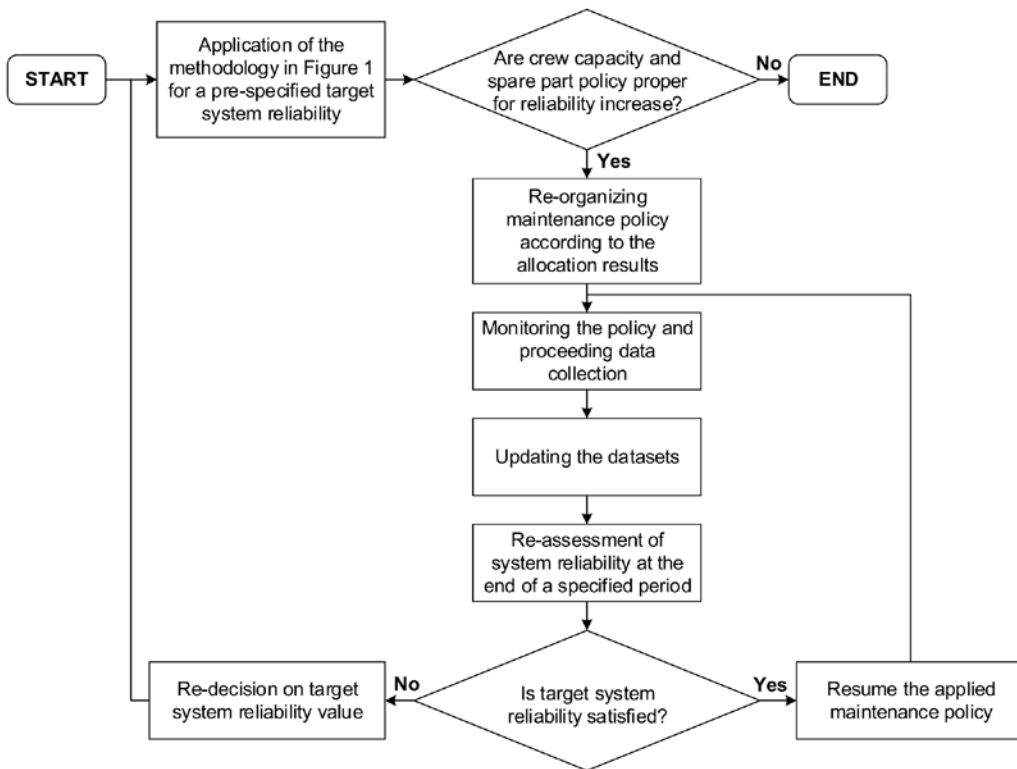 START
Application of the
methodology in Figure 1
for a pre-specified target
system reliability
Are crew capacity and
spare part policy proper
for reliability increase?
No
END
Yes
Re-organizing
maintenance policy
according to the
allocation results
Monitoring the policy and
proceeding data
collection
Updating the datasets
Re-assessment of
system reliability at the
end of a specified period
Re-decision on target
system reliability value
No
Is target system
reliability satisfied?
Yes
Resume the applied
maintenance policy